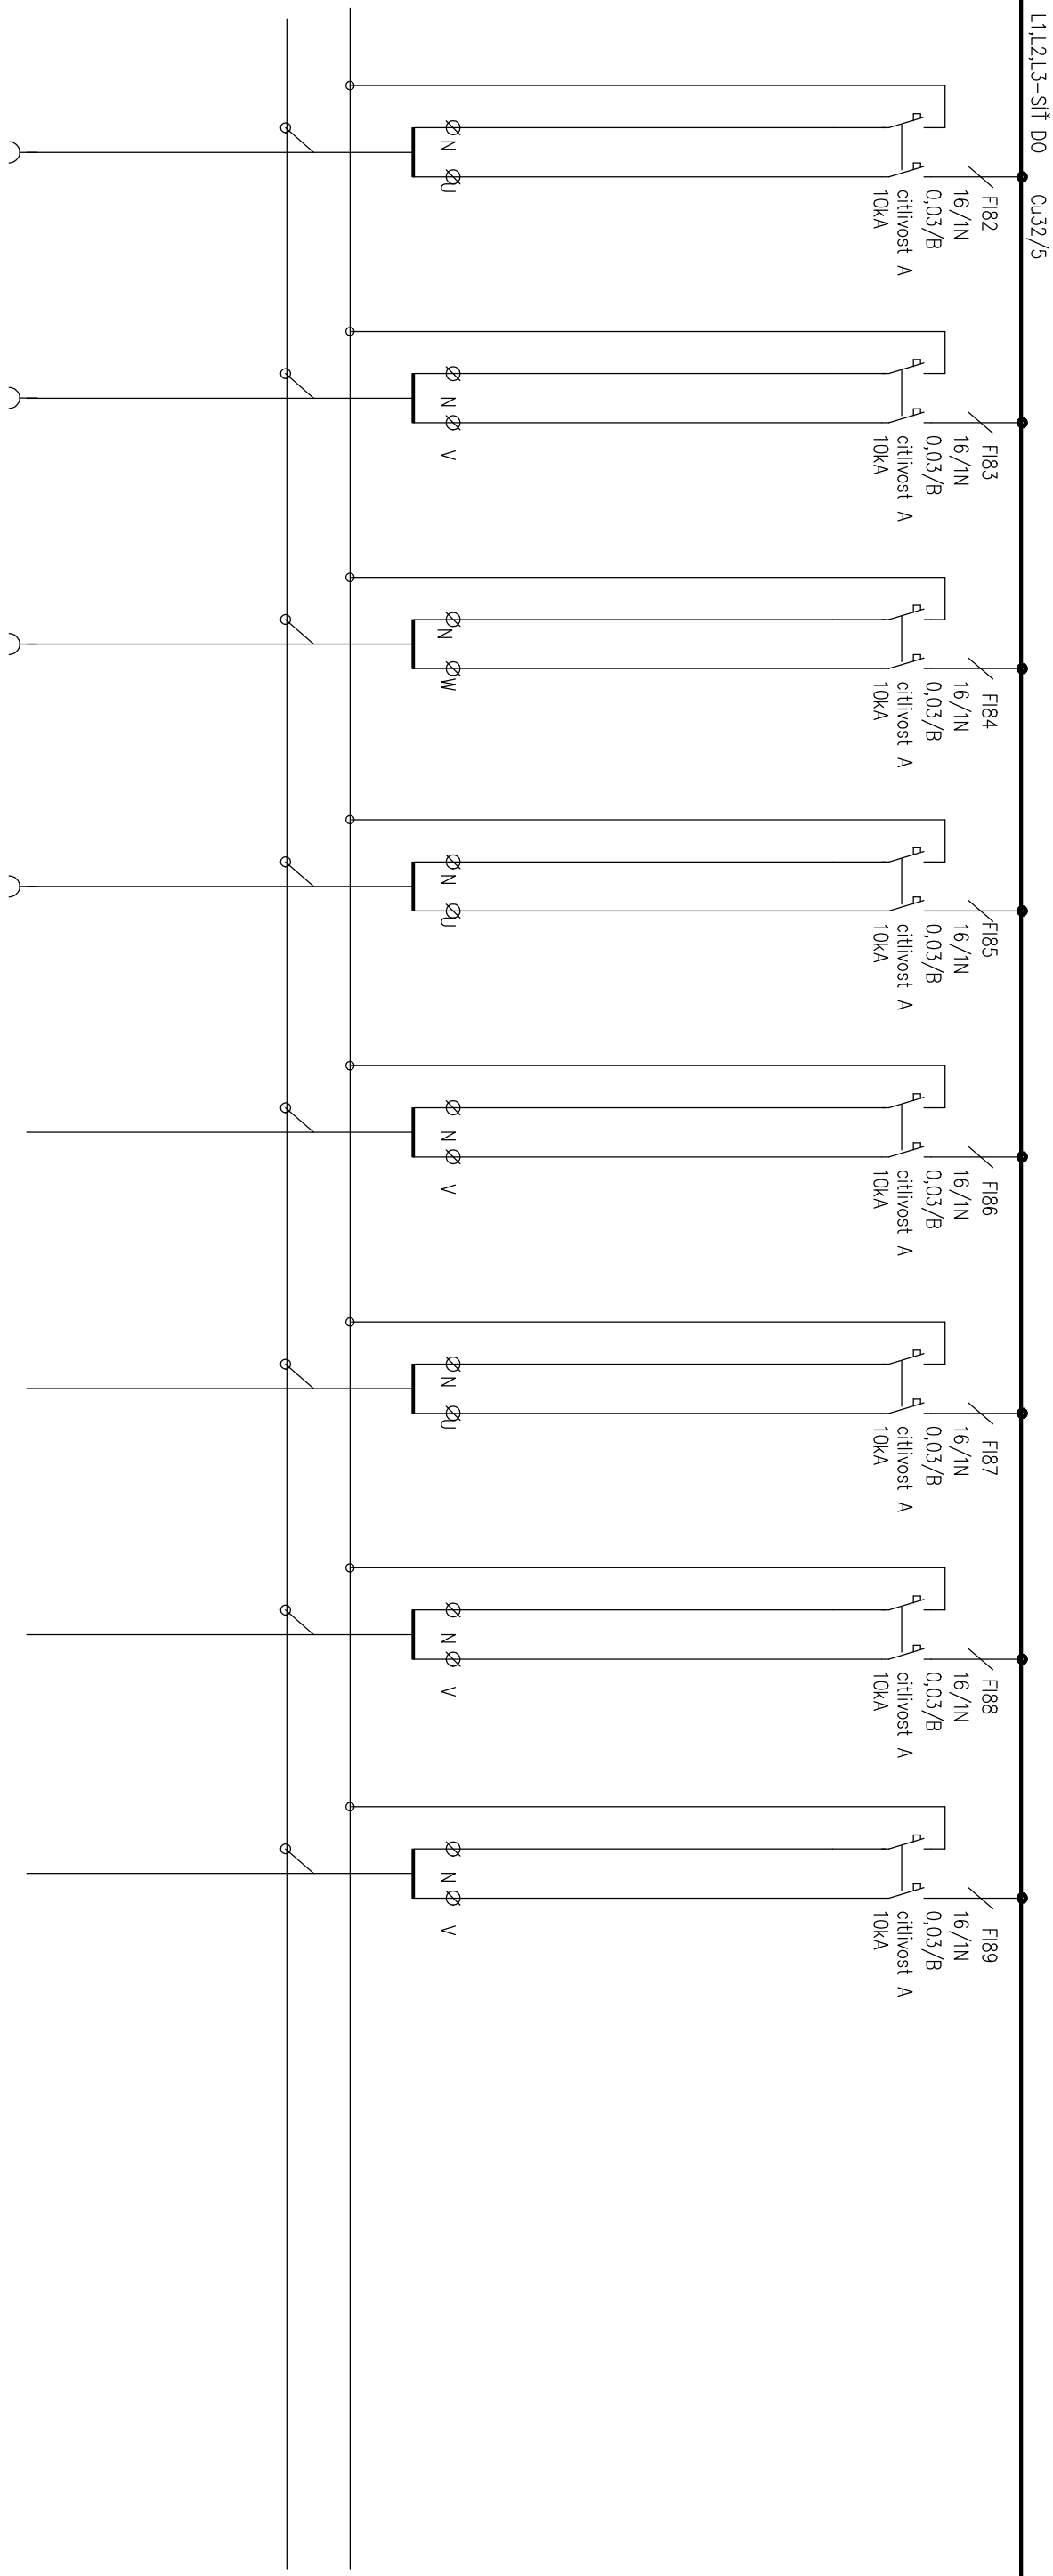 L1,L2,L3-SÍŤ DO Cu32/5
FI82
16/1N
0,03/B
citlivost A
10kA
N
U
FI83
16/1N
0,03/B
citlivost A
10kA
N
V
FI84
16/1N
0,03/B
citlivost A
10kA
N
W
FI85
16/1N
0,03/B
citlivost A
10kA
N
U
FI86
16/1N
0,03/B
citlivost A
10kA
N
V
FI87
16/1N
0,03/B
citlivost A
10kA
N
U
FI88
16/1N
0,03/B
citlivost A
10kA
N
V
FI89
16/1N
0,03/B
citlivost A
10kA
N
V